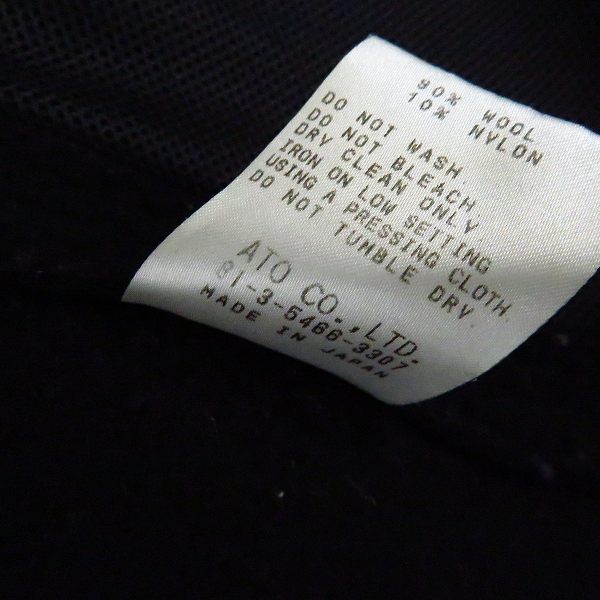 90% WOOL
10% NYLON
DO NOT WASH.
DO NOT BLEACH.
DRY CLEAN ONLY.
IRON ON LOW SETTING
USING A PRESSING CLOTH.
DO NOT TUMBLE DRY
ATO CO.,LTD.
81-3-5466-3307
MADE IN JAPAN